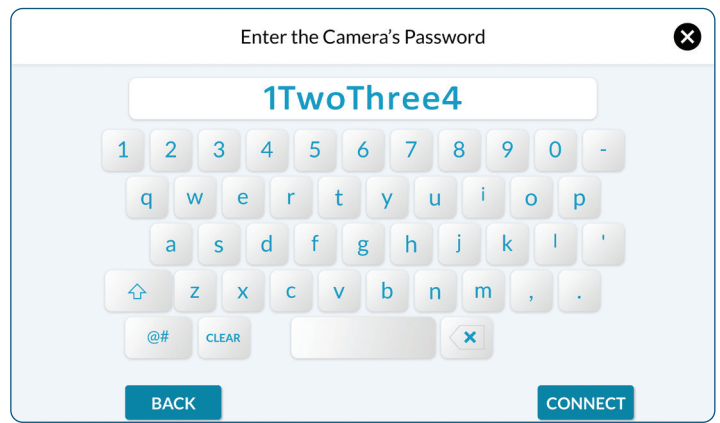 Enter the Camera's Password
1TwoThree4
1 2 3 4 5 6 7 8 9 0 -
q w e r t y u i o p
a s d f g h j k l '
z x c v b n m , .
@# CLEAR
BACK CONNECT